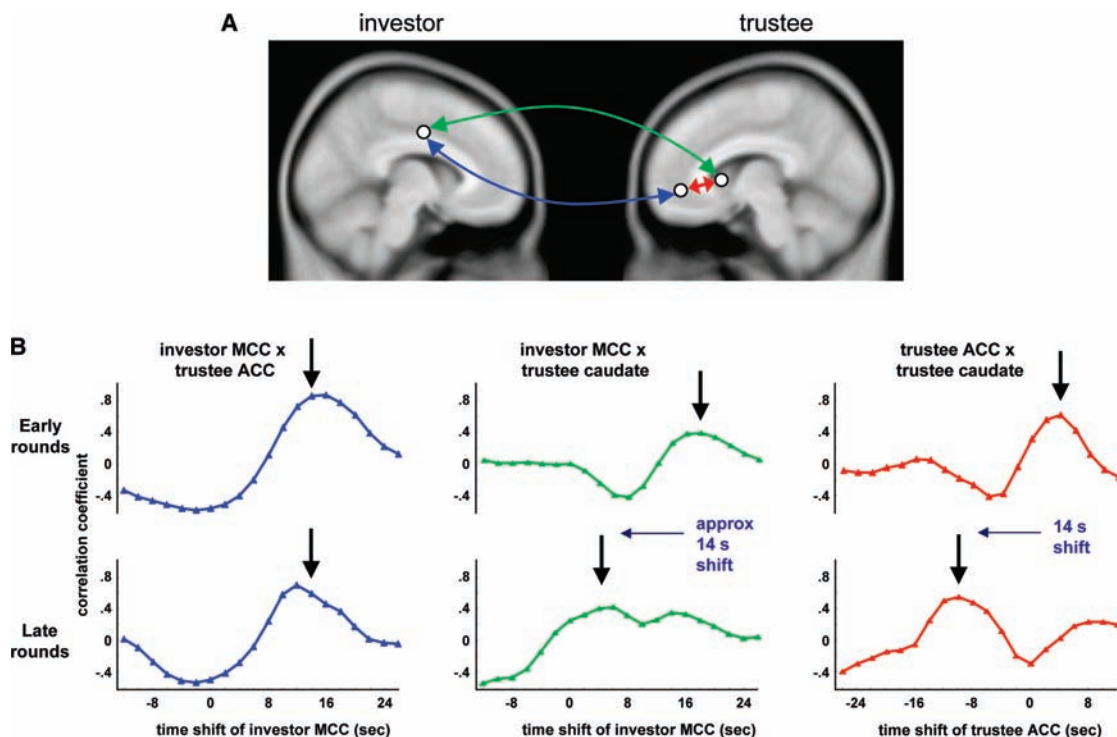 A
investor
trustee
B
investor MCC x
trustee ACC
investor MCC x
trustee caudate
trustee ACC x
trustee caudate
Early
rounds
.8
.4
0
-.4
.8
.4
0
-.4
.8
.4
0
-.4
correlation coefficient
approx
14 s
shift
14 s
shift
Late
rounds
.8
.4
0
-.4
.8
.4
0
-.4
.8
.4
0
-.4
-8 0 8 16 24
-8 0 8 16 24
-24 -16 -8 0 8
time shift of investor MCC (sec)
time shift of investor MCC (sec)
time shift of trustee ACC (sec)